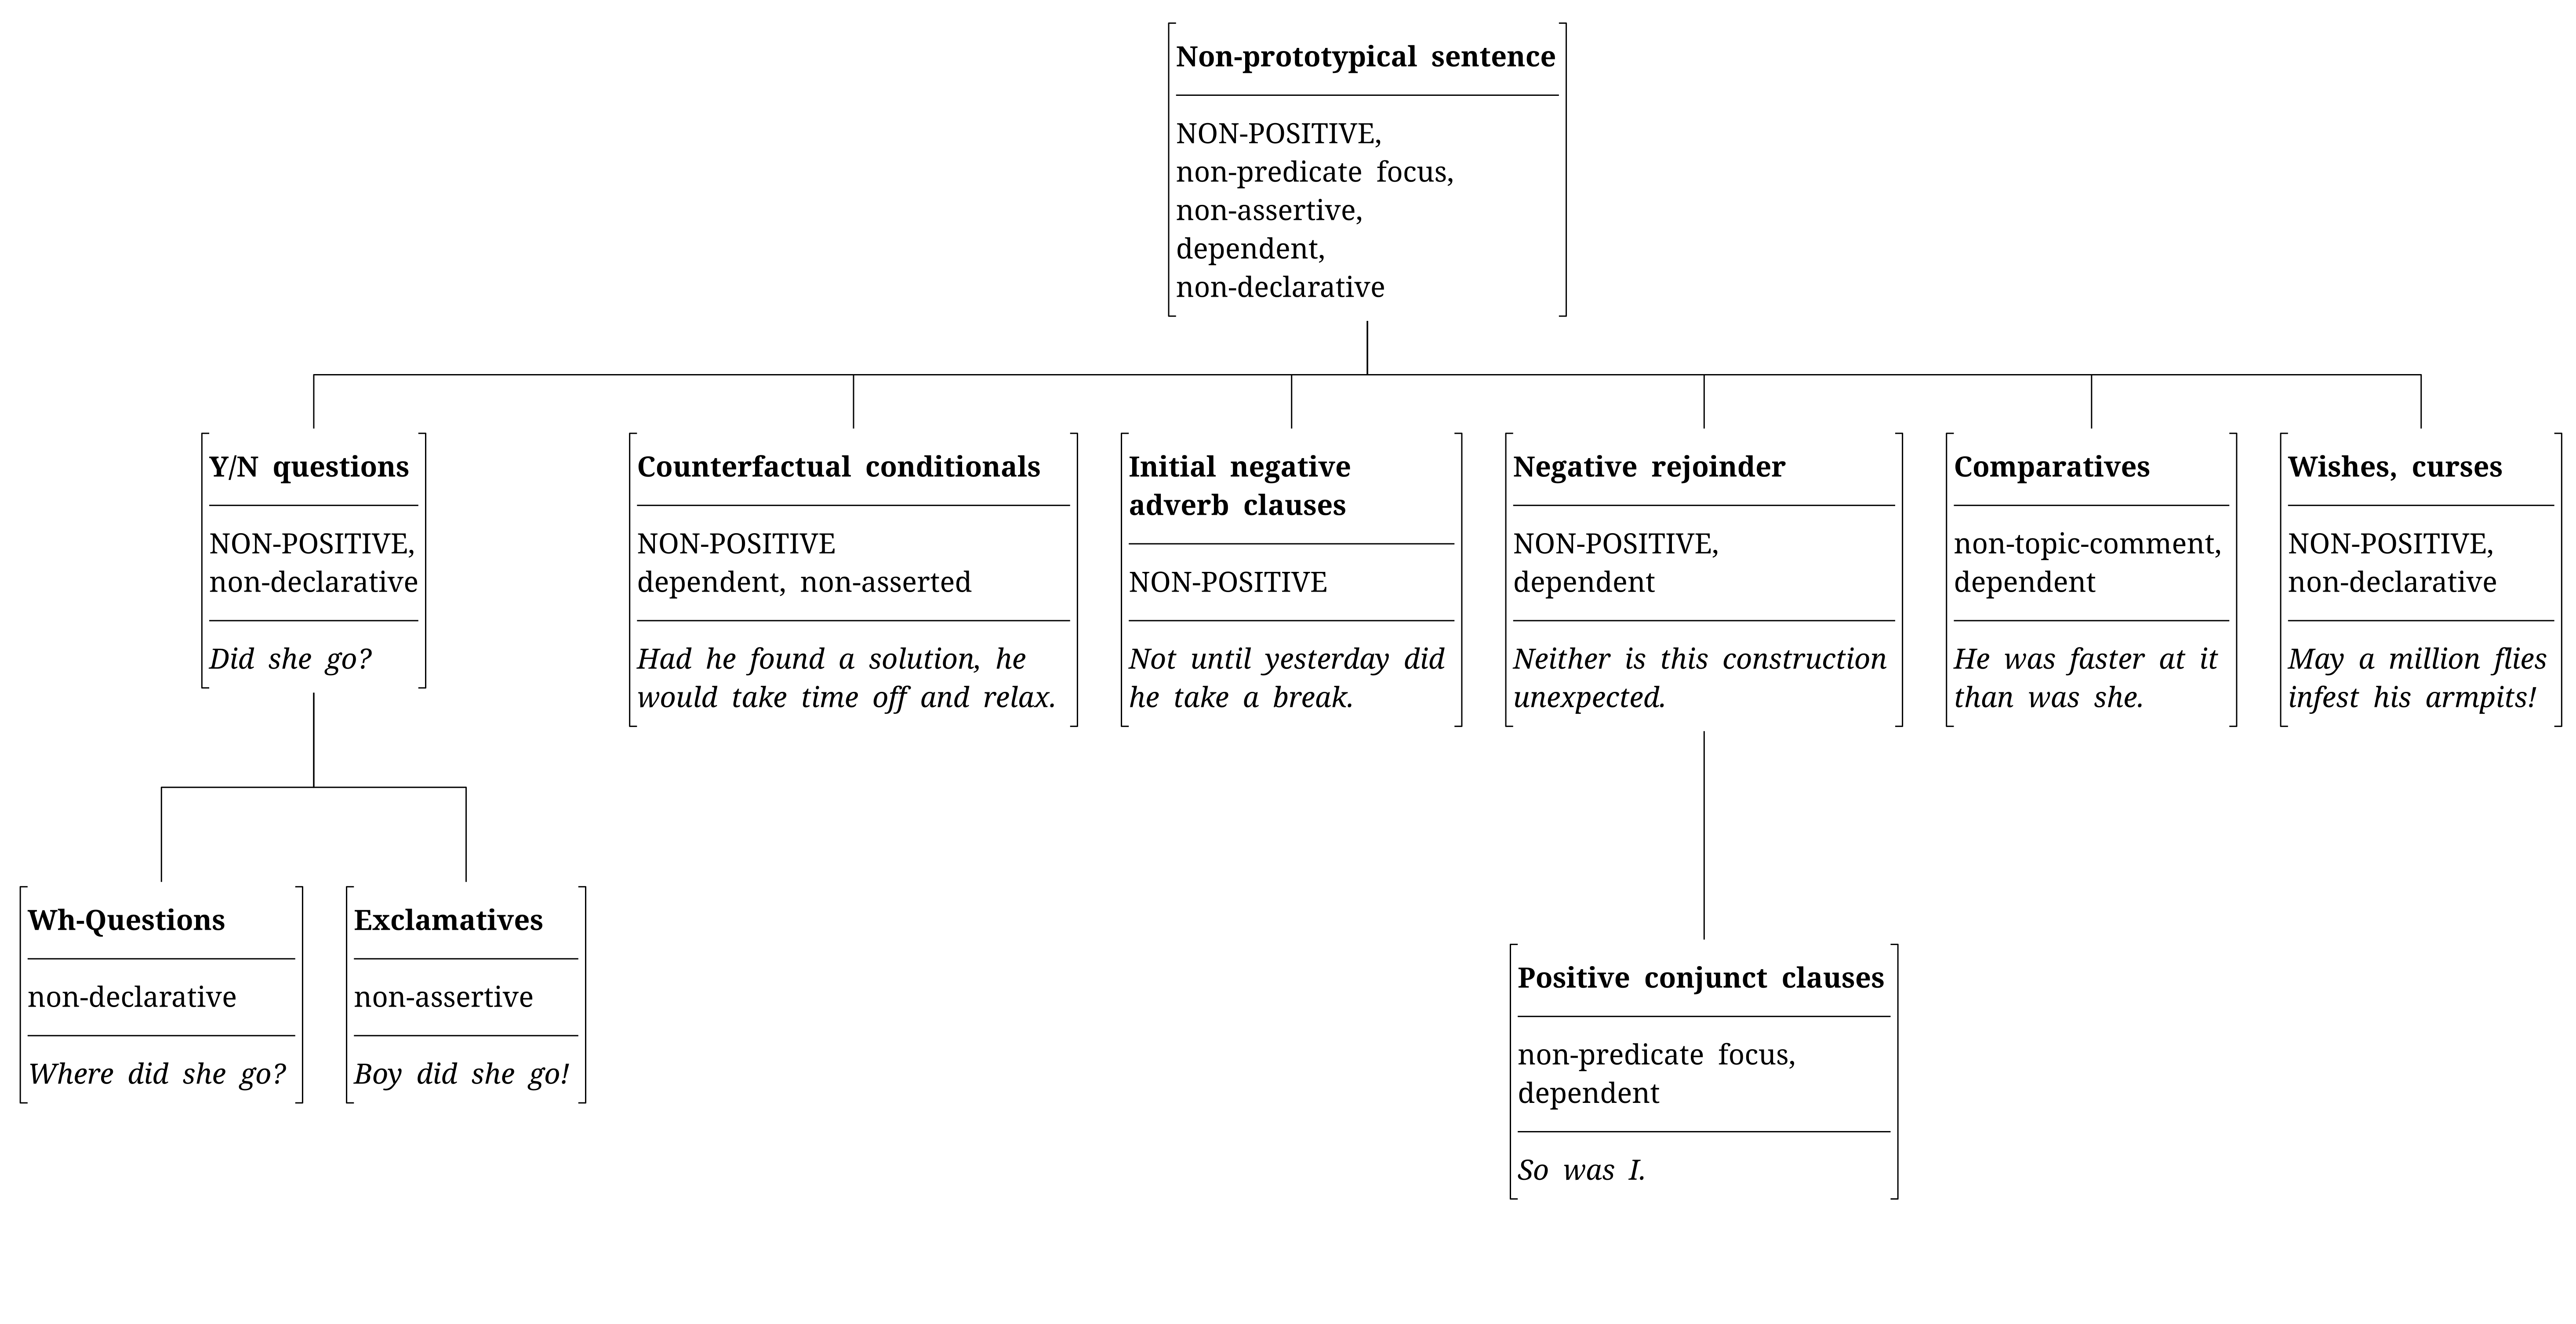 Non-prototypical sentence
NON-POSITIVE,
non-predicate focus,
non-assertive,
dependent,
non-declarative
Y/N questions
NON-POSITIVE,
non-declarative
Did she go?
Counterfactual conditionals
NON-POSITIVE
dependent, non-asserted
Had he found a solution, he
would take time off and relax.
Initial negative
adverb clauses
NON-POSITIVE
Not until yesterday did
he take a break.
Negative rejoinder
NON-POSITIVE,
dependent
Neither is this construction
unexpected.
Comparatives
non-topic-comment,
dependent
He was faster at it
than was she.
Wishes, curses
NON-POSITIVE,
non-declarative
May a million flies
infest his armpits!
Wh-Questions
non-declarative
Where did she go?
Exclamatives
non-assertive
Boy did she go!
Positive conjunct clauses
non-predicate focus,
dependent
So was I.